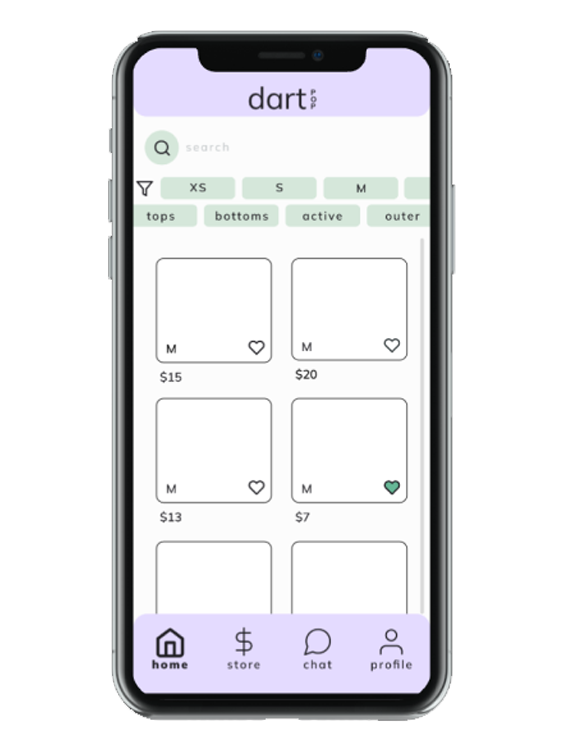 dart POP
search
XS S M
tops bottoms active outer
M M
$15 $20
M M
$13 $7
home store chat profile